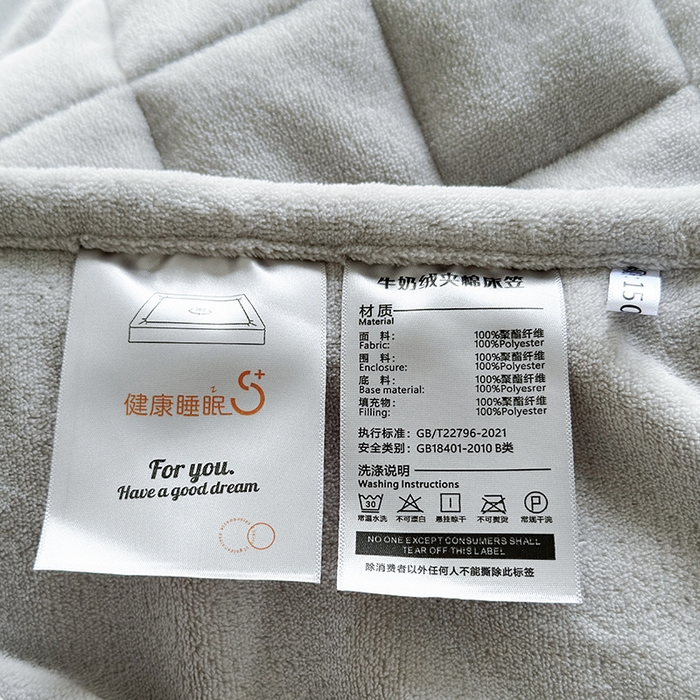 健康睡眠S+
For you.
Have a good dream
牛奶绒夹棉床笠
材质
Material
面 料: 100%聚酯纤维
Fabric: 100%Polyester
围 料: 100%聚酯纤维
Enclosure: 100%Polyester
底 料: 100%聚酯纤维
Base material: 100%Polyesrer
填充物: 100%聚酯纤维
Filling: 100%Polyesrer
执行标准: GB/T22796-2021
安全类别: GB18401-2010 B类
洗涤说明
Washing Instructions
30 P
常温水洗 不可漂白 悬挂晾干 不可熨烫 常规干洗
NO ONE EXCEPT CONSUMERS SHALL
TEAR OFF THIS LABEL
除消费者以外任何人不能撕除此标签
150